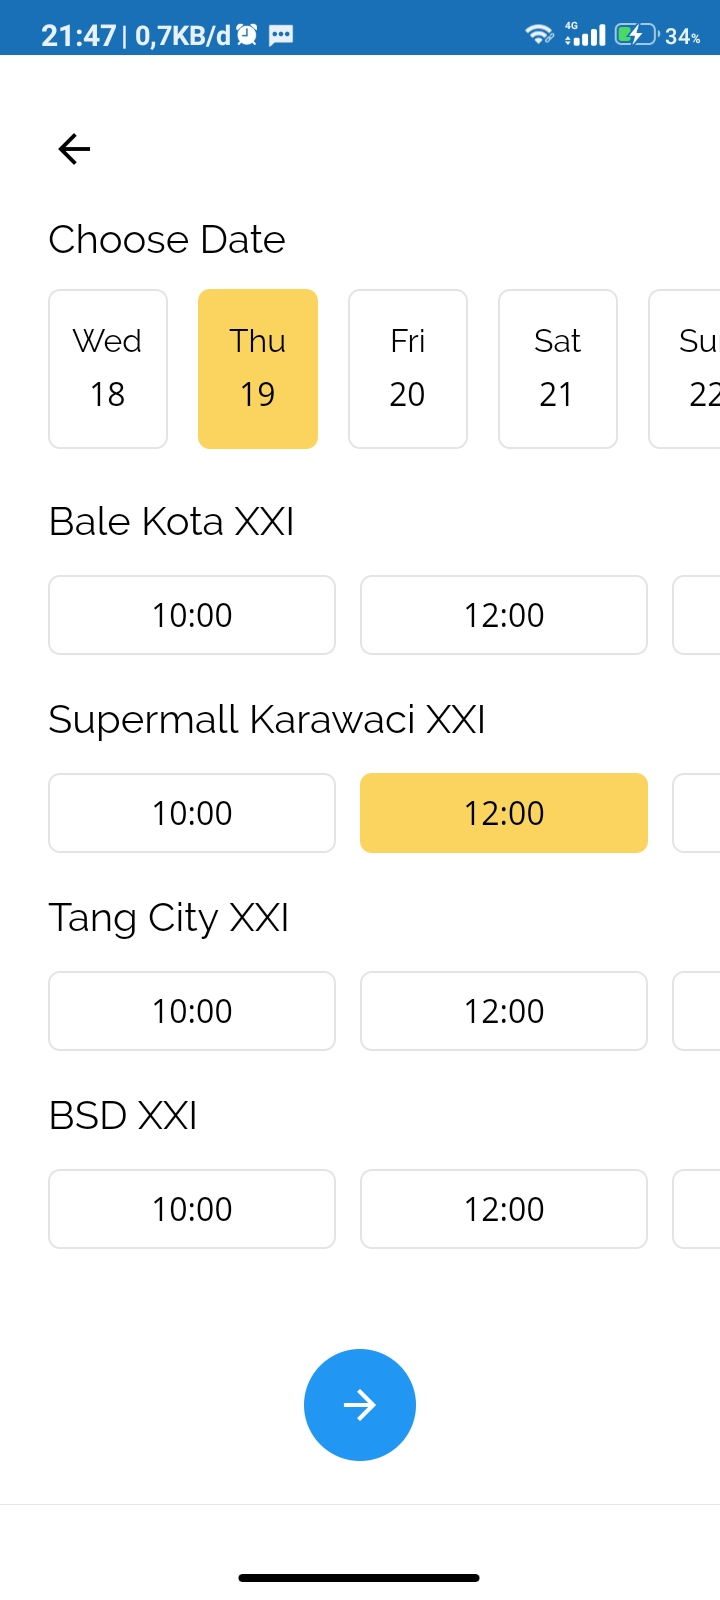 21:47 | 0,7KB/d 4G 34%
Choose Date
Wed Thu Fri Sat
18 19 20 21 22
Bale Kota XXI
10:00 12:00
Supermall Karawaci XXI
10:00 12:00
Tang City XXI
10:00 12:00
BSD XXI
10:00 12:00